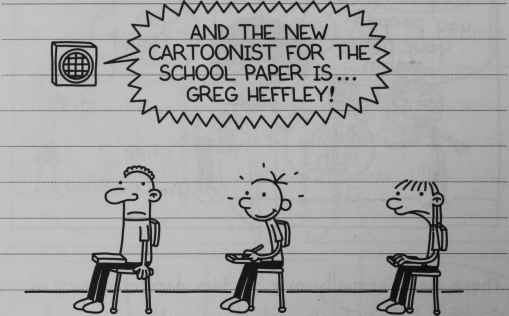 AND THE NEW
CARTOONIST FOR THE
SCHOOL PAPER IS...
GREG HEFFLEY!